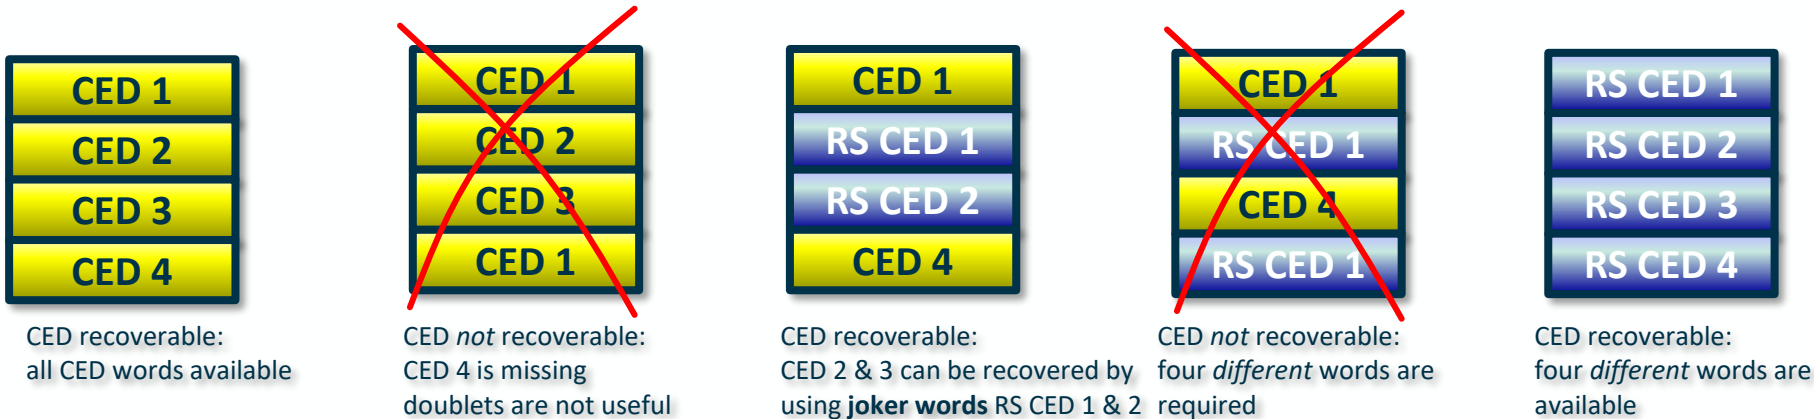 CED 1
CED 2
CED 3
CED 4
CED recoverable:
all CED words available
CED 1
CED 2
CED 3
CED 1
CED not recoverable:
CED 4 is missing
doublets are not useful
CED 1
RS CED 1
RS CED 2
CED 4
CED recoverable:
CED 2 & 3 can be recovered by
using joker words RS CED 1 & 2
CED 1
RS CED 1
CED 4
RS CED 1
CED not recoverable:
four different words are
required
RS CED 1
RS CED 2
RS CED 3
RS CED 4
CED recoverable:
four different words are
available